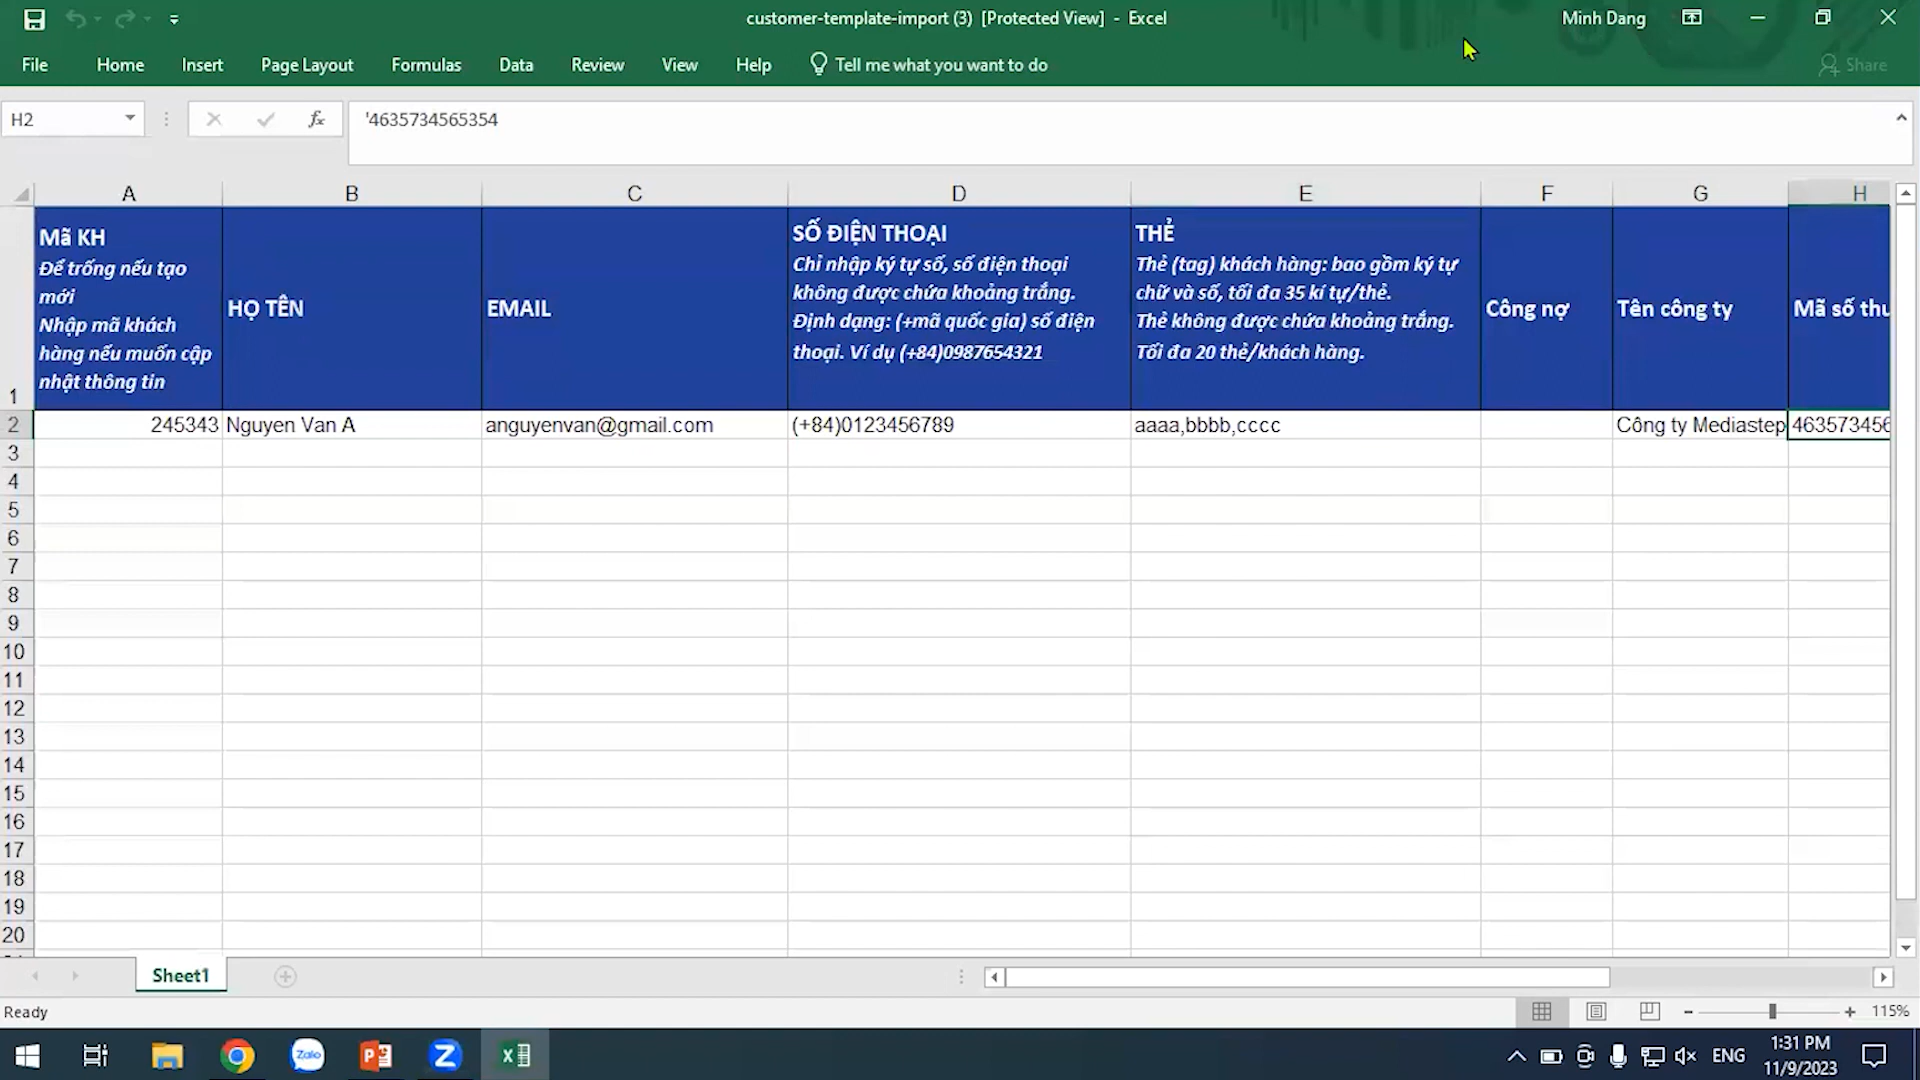 customer-template-import (3) [Protected View] - Excel
Minh Dang
File Home Insert Page Layout Formulas Data Review View Help Tell me what you want to do Share
H2
fx
'4635734565354
A B C D E F G H
1
Mã KH
Để trống nếu tạo
mới
Nhập mã khách
hàng nếu muốn cập
nhật thông tin
HỌ TÊN
EMAIL
SỐ ĐIỆN THOẠI
Chỉ nhập ký tự số, số điện thoại
không được chứa khoảng trắng.
Định dạng: (+mã quốc gia) số điện
thoại. Ví dụ (+84)0987654321
THẺ
Thẻ (tag) khách hàng: bao gồm ký tự
chữ và số, tối đa 35 kí tự/thẻ.
Thẻ không được chứa khoảng trắng.
Tối đa 20 thẻ/khách hàng.
Công nợ
Tên công ty
Mã số thu
2 245343 Nguyen Van A anguyenvan@gmail.com (+84)0123456789 aaaa,bbbb,cccc Công ty Mediastep 463573456
3
4
5
6
7
8
9
10
11
12
13
14
15
16
17
18
19
20
Sheet1
Ready
115%
Zalo
ENG
1:31 PM
11/9/2023